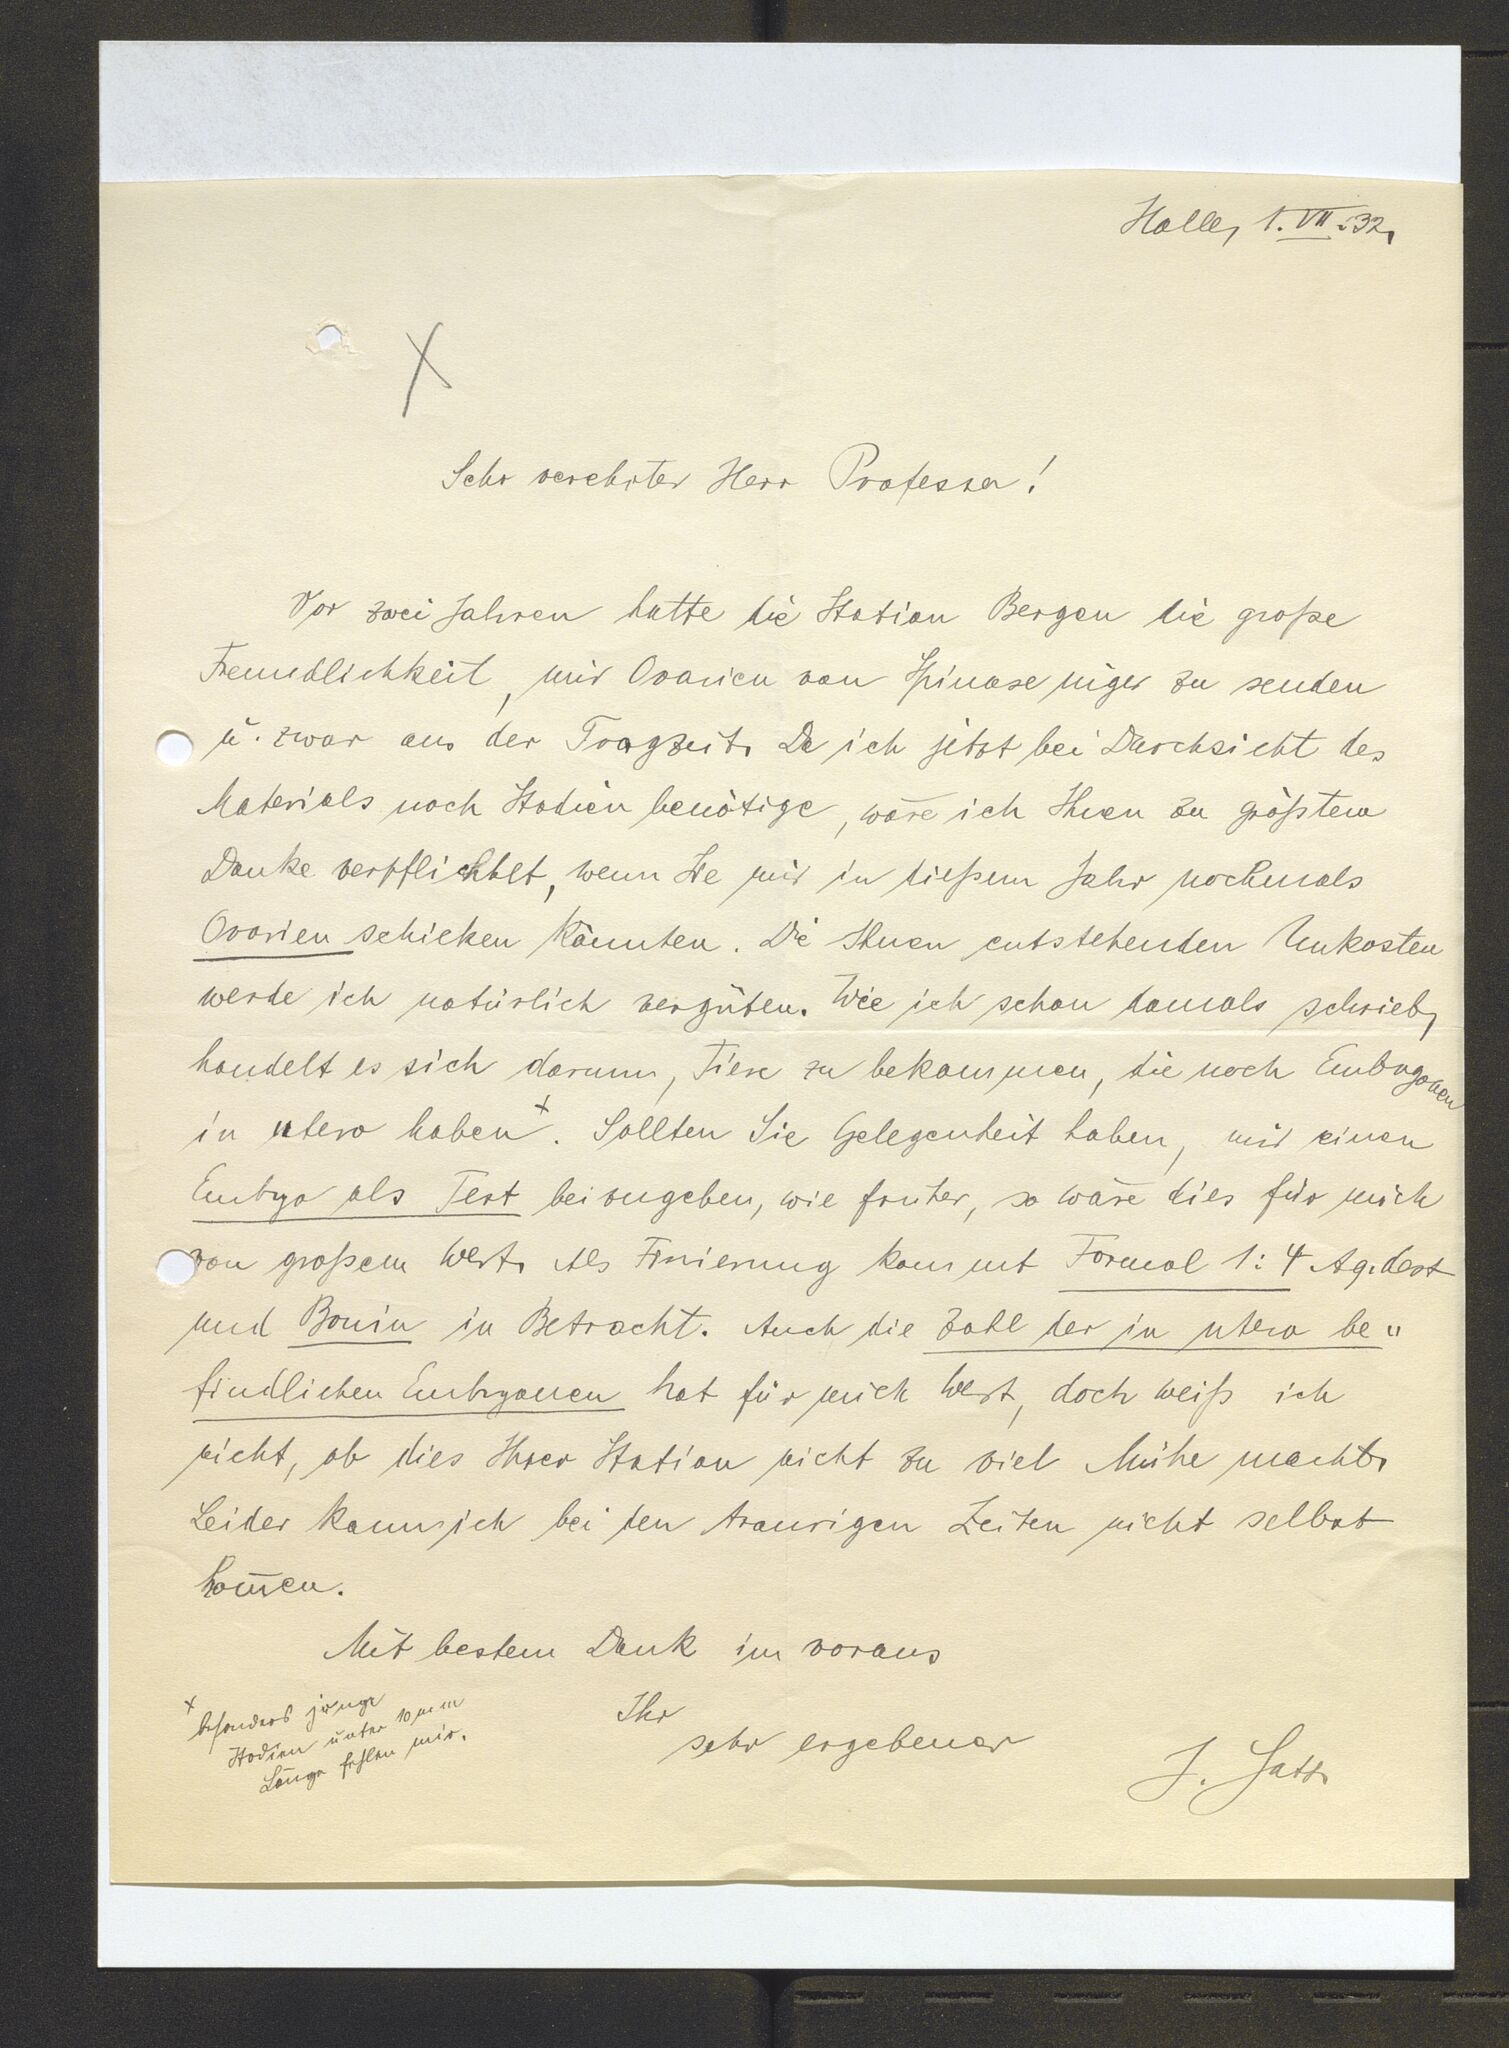 Halle, 1. VII. 32.
X
Sehr verehrter Herr Professor!
Vor zwei Jahren hatte die Station Bergen die große
Freundlichkeit, mir Ovarien von Spinax niger zu senden
u. zwar aus der Tragzeit. Da ich jetzt bei Durchsicht des
Materials noch Stadien benötige, wäre ich Ihnen zu größtem
Danke verpflichtet, wenn Sie mir in diesem Jahr nochmals
Ovarien schicken könnten. Die Ihnen entstehenden Unkosten
werde ich natürlich vergüten. Wie ich schon damals schrieb,
handelt es sich darum, Tiere zu bekommen, die noch Embryonen
in utero haben x. Sollten Sie Gelegenheit haben, mir einen
Embryo als Test beizugeben, wie früher, so wäre dies für mich
von großem Wert. Als Fixierung kommt Formol 1:4 Aq. dest
und Bouin in Betracht. Auch die Zahl der in utero be"
findlichen Embryonen hat für mich Wert, doch weiß ich
nicht, ob dies Ihrer Station nicht zu viel Mühe macht.
Leider kann ich bei den traurigen Zeiten nicht selbst
kom̅en.
Mit bestem Dank im voraus
Ihr
sehr ergebener
x besonders junge
Stadien unter 10 mm
Länge fehlen mir.